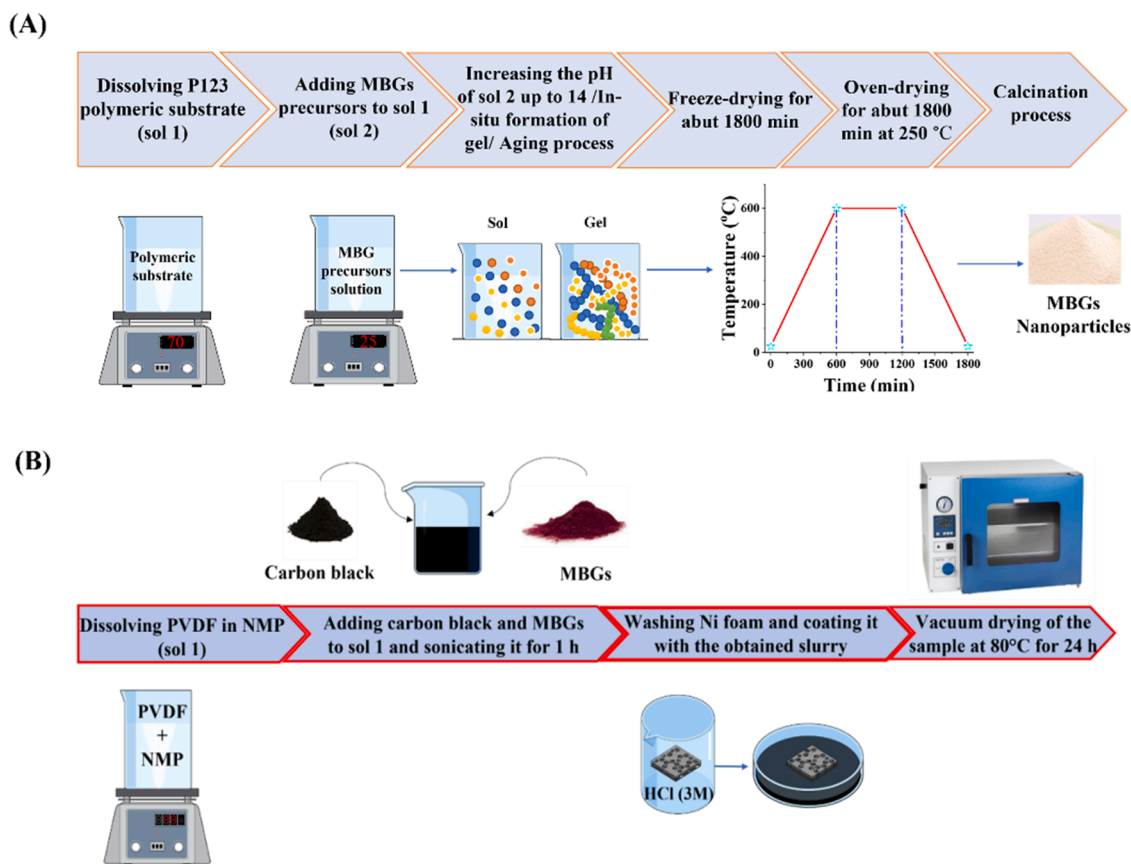 (A)
Dissolving P123
polymeric substrate
(sol 1)
Adding MBGs
precursors to sol 1
(sol 2)
Increasing the pH
of sol 2 up to 14 /In-
situ formation of
gel/ Aging process
Freeze-drying for
abut 1800 min
Oven-drying
for abut 1800
min at 250 °C
Calcination
process
Polymeric
substrate
70
MBG
precursors
solution
25
Sol
Gel
Temperature (ºC)
600
400
200
0
0
300
600
900
1200
1500
1800
Time (min)
MBGs
Nanoparticles
(B)
Carbon black
MBGs
Dissolving PVDF in NMP
(sol 1)
Adding carbon black and MBGs
to sol 1 and sonicating it for 1 h
Washing Ni foam and coating it
with the obtained slurry
Vacuum drying of the
sample at 80°C for 24 h
PVDF
+
NMP
HCl (3M)